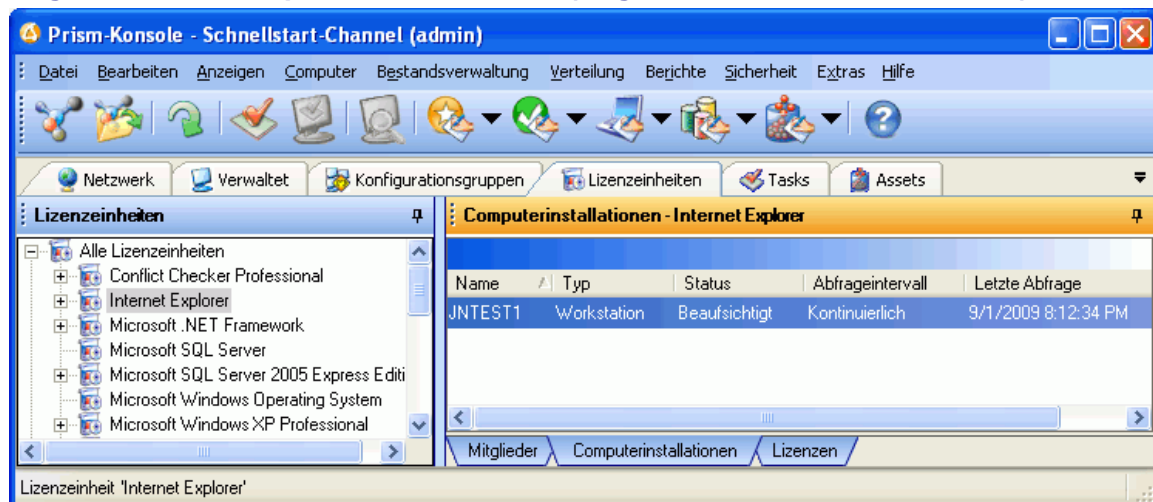 Prism-Konsole - Schnellstart-Channel (admin)
Datei Bearbeiten Anzeigen Computer Bestandsverwaltung Verteilung Berichte Sicherheit Extras Hilfe
Netzwerk Verwaltet Konfigurationsgruppen Lizenzeinheiten Tasks Assets
Lizenzeinheiten
Alle Lizenzeinheiten
Conflict Checker Professional
Internet Explorer
Microsoft .NET Framework
Microsoft SQL Server
Microsoft SQL Server 2005 Express Editi
Microsoft Windows Operating System
Microsoft Windows XP Professional
Computerinstallationen - Internet Explorer
Name Typ Status Abfrageintervall Letzte Abfrage
JNTEST1 Workstation Beaufsichtigt Kontinuierlich 9/1/2009 8:12:34 PM
Mitglieder Computerinstallationen Lizenzen
Lizenzeinheit 'Internet Explorer'